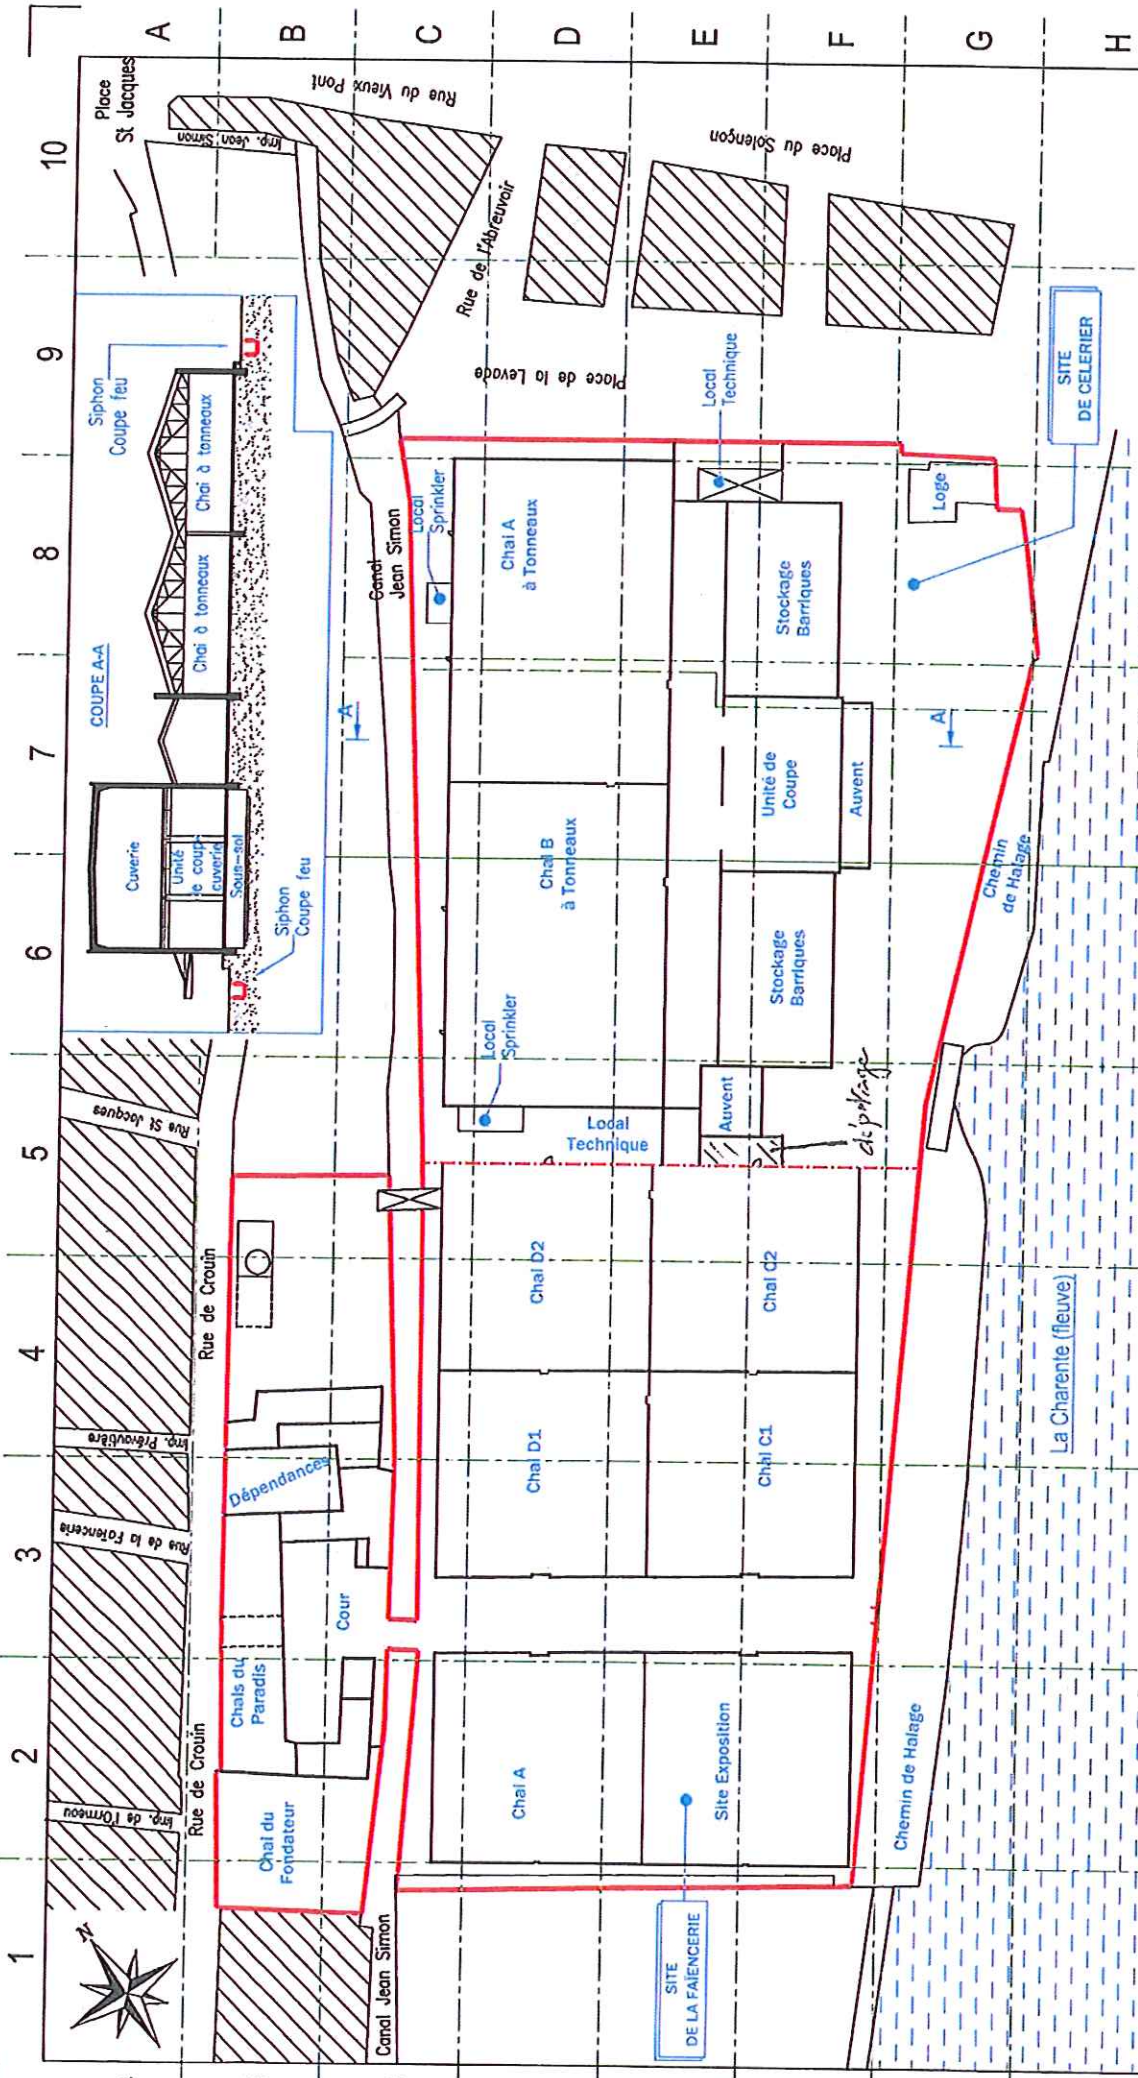 A
B
C
D
E
F
G
H
10
9
8
7
6
5
4
3
2
1
Place
St Jacques
Imp. Jean Simon
Rue du Vieux Pont
Rue de l'Abreuvoir
Place du Solençon
Place de la Levade
Siphon
Coupe feu
COUPE A-A
Chai à tonneaux
Chai à tonneaux
Cuverie
Unité
de coupe
cuverie
Sous-sol
Siphon
Coupe feu
Canal
Jean Simon
Local
Sprinkler
Chai A
à Tonneaux
Local
Technique
Stockage
Barriques
Loge
SITE
DE CELERIER
A
A
Chai B
à Tonneaux
Unité de
Coupe
Auvent
Stockage
Barriques
Chemin
de Halage
Local
Sprinkler
Local
Technique
Auvent
dépotage
Rue St Jacques
Rue de Crouin
Imp. Prévautière
Rue de la Faïencerie
Dépendances
Cour
Chais du
Paradis
Chai D2
Chai C2
Chai D1
Chai C1
La Charente (fleuve)
Imp. de l'Ormeau
Rue de Crouin
Chai du
Fondateur
Chai A
Site Exposition
Chemin de Halage
N
Canal Jean Simon
SITE
DE LA FAÏENCERIE